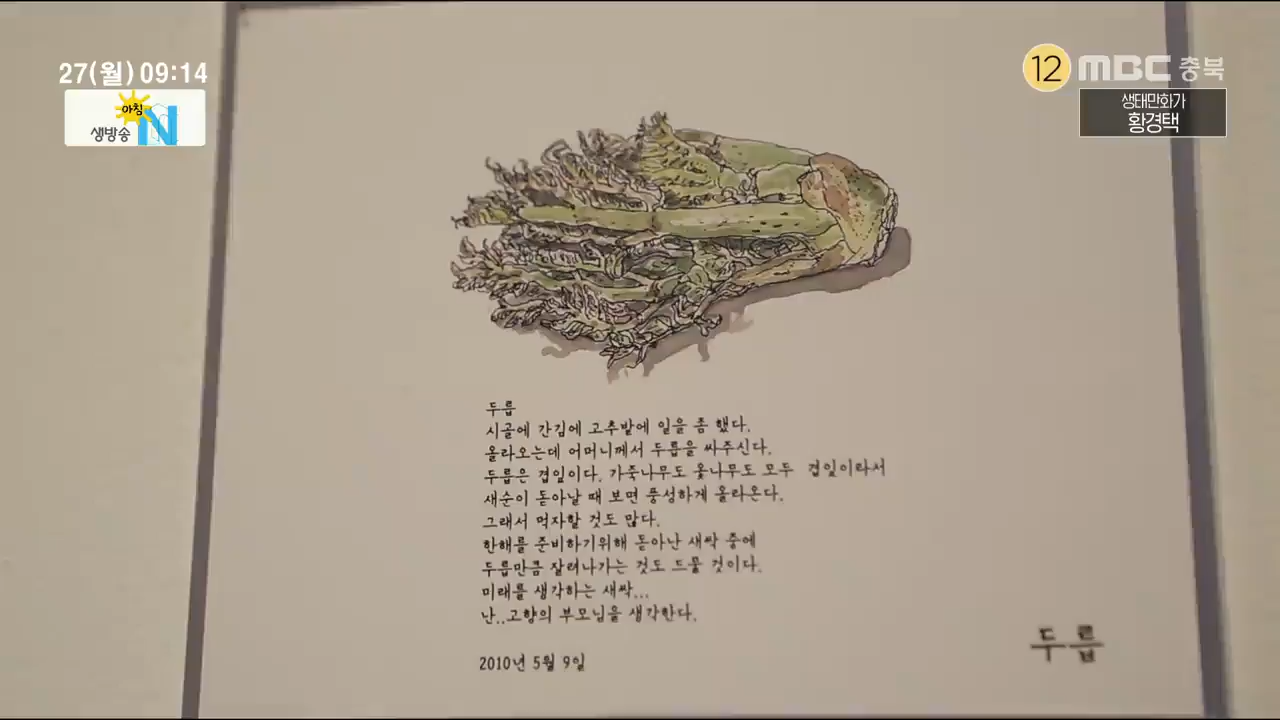 27(월) 09:14
아침
생방송 N
12 MBC 충북
생태만화가
황경택
두릅
시골에 간김에 고추밭에 일을 좀 했다.
올라오는데 어머니께서 두릅을 싸주신다.
두릅은 겹잎이다. 가죽나무도 옻나무도 모두 겹잎이라서
새순이 돋아날 때 보면 풍성하게 올라온다.
그래서 먹자할 것도 많다.
한해를 준비하기위해 돋아난 새싹 중에
두릅만큼 잘려나가는 것도 드물 것이다.
미래를 생각하는 새싹...
난..고향의 부모님을 생각한다.
2010년 5월 9일
두릅